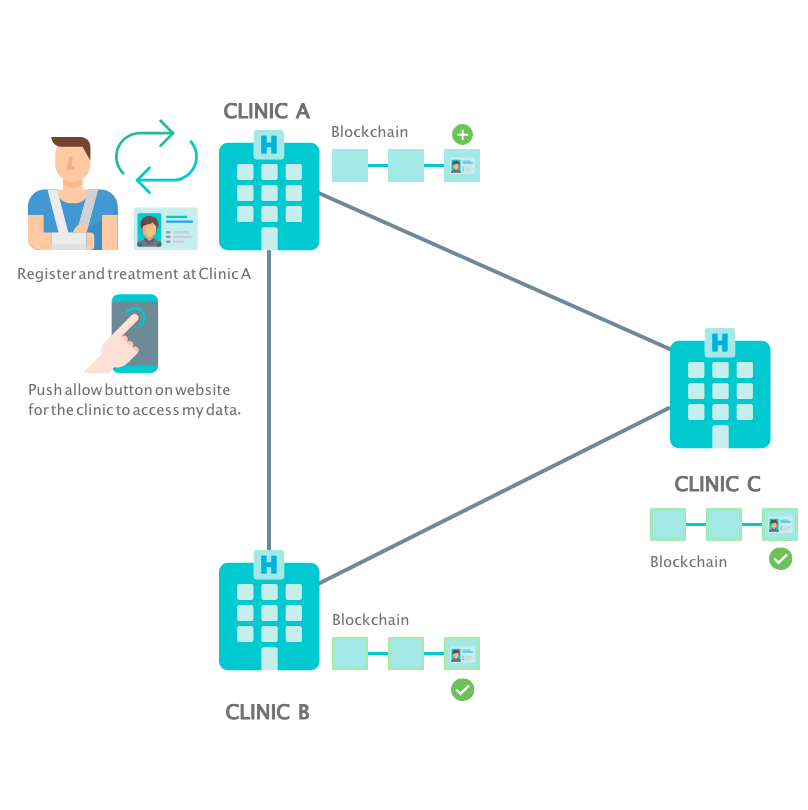 CLINIC A
Blockchain
H
Register and treatment at Clinic A
Push allow button on website
for the clinic to access my data.
H
CLINIC C
Blockchain
H
Blockchain
CLINIC B